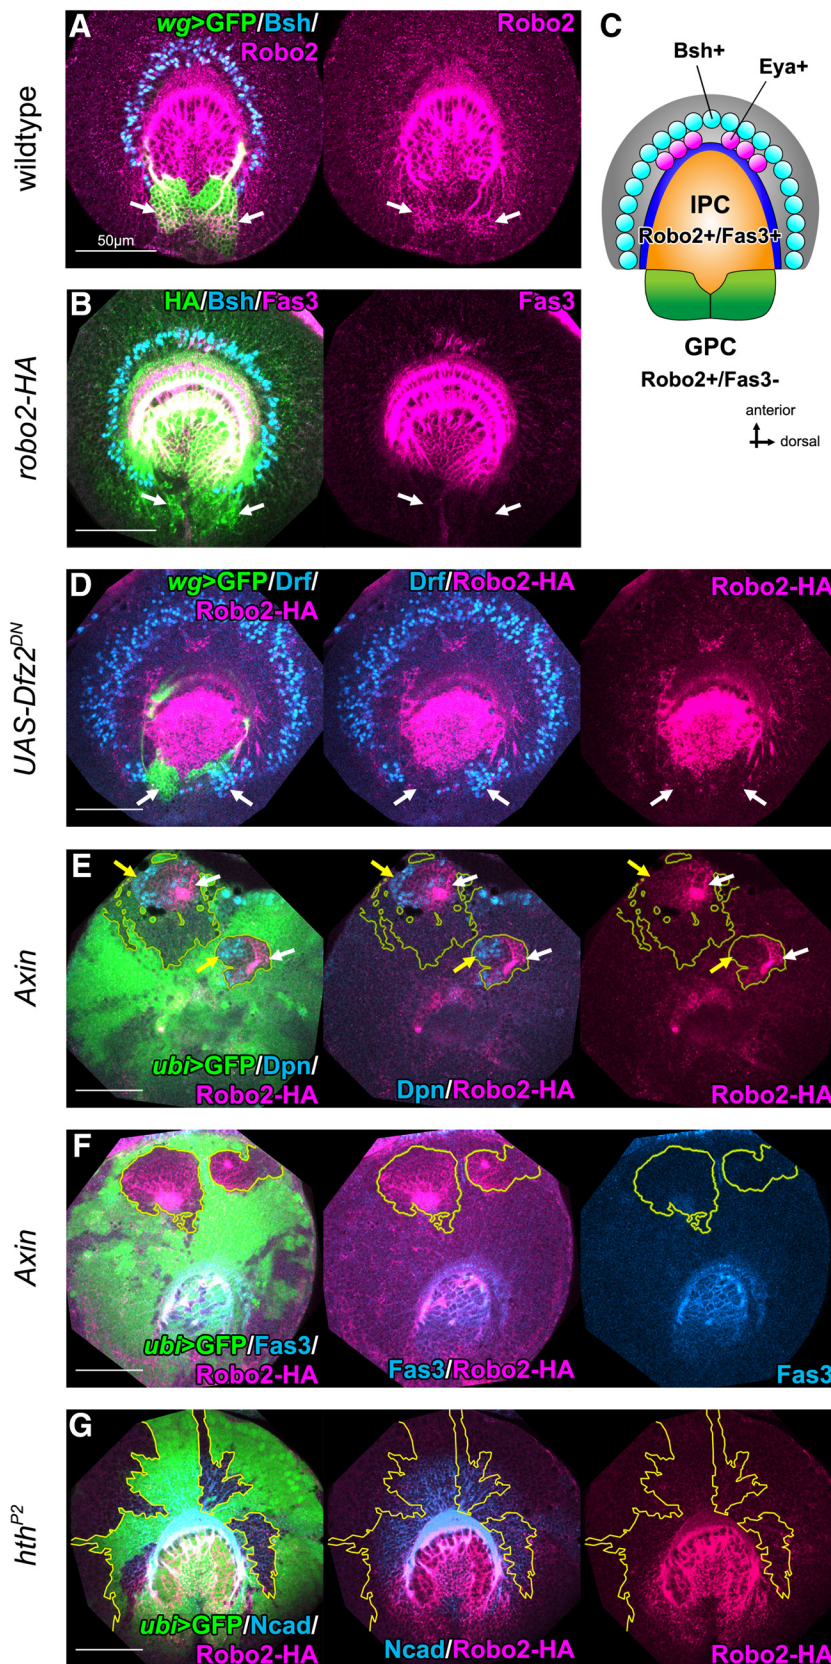 A
wg>GFP/Bsh/
Robo2
Robo2
wildtype
50µm
C
Bsh+
Eya+
IPC
Robo2+/Fas3+
GPC
Robo2+/Fas3-
anterior
dorsal
B
HA/Bsh/Fas3
Fas3
robo2-HA
D
wg>GFP/Drf/
Robo2-HA
Drf/Robo2-HA
Robo2-HA
UAS-Dfz2DN
E
Axin
ubi>GFP/Dpn/
Robo2-HA
Dpn/Robo2-HA
Robo2-HA
F
Axin
ubi>GFP/Fas3/
Robo2-HA
Fas3/Robo2-HA
Fas3
G
hthP2
ubi>GFP/Ncad/
Robo2-HA
Ncad/Robo2-HA
Robo2-HA